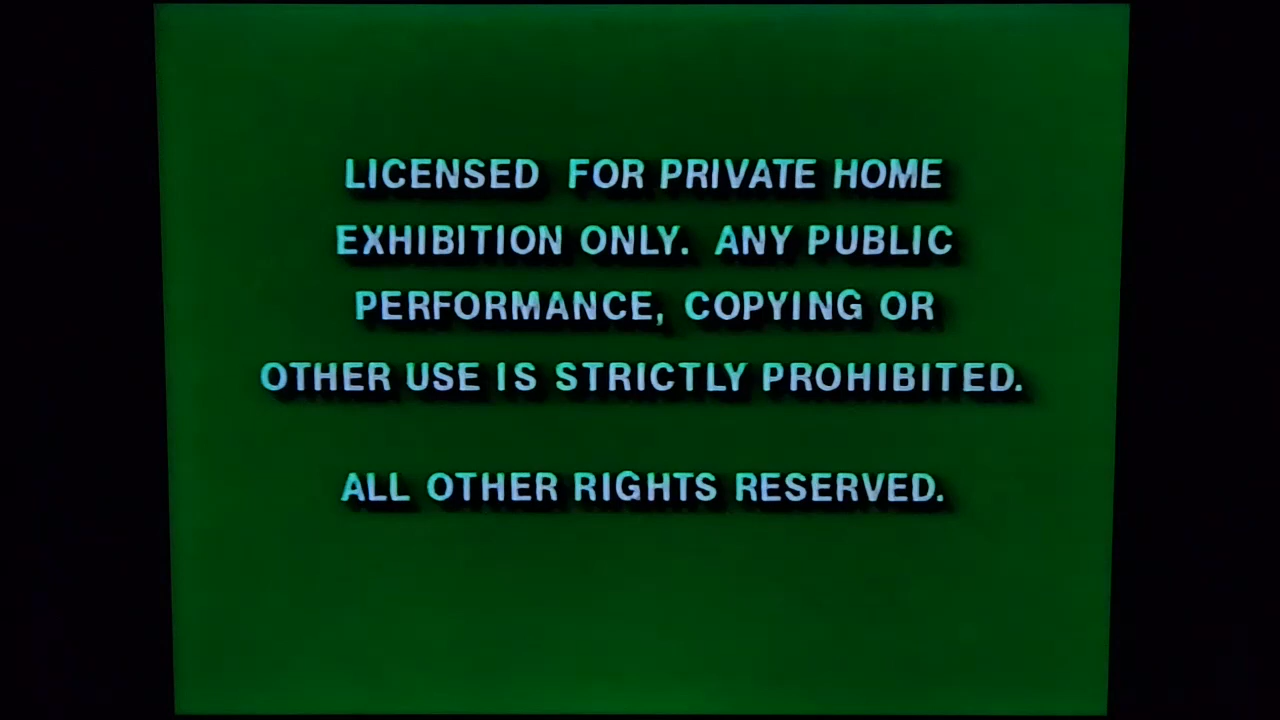 LICENSED FOR PRIVATE HOME
EXHIBITION ONLY. ANY PUBLIC
PERFORMANCE, COPYING OR
OTHER USE IS STRICTLY PROHIBITED.
ALL OTHER RIGHTS RESERVED.